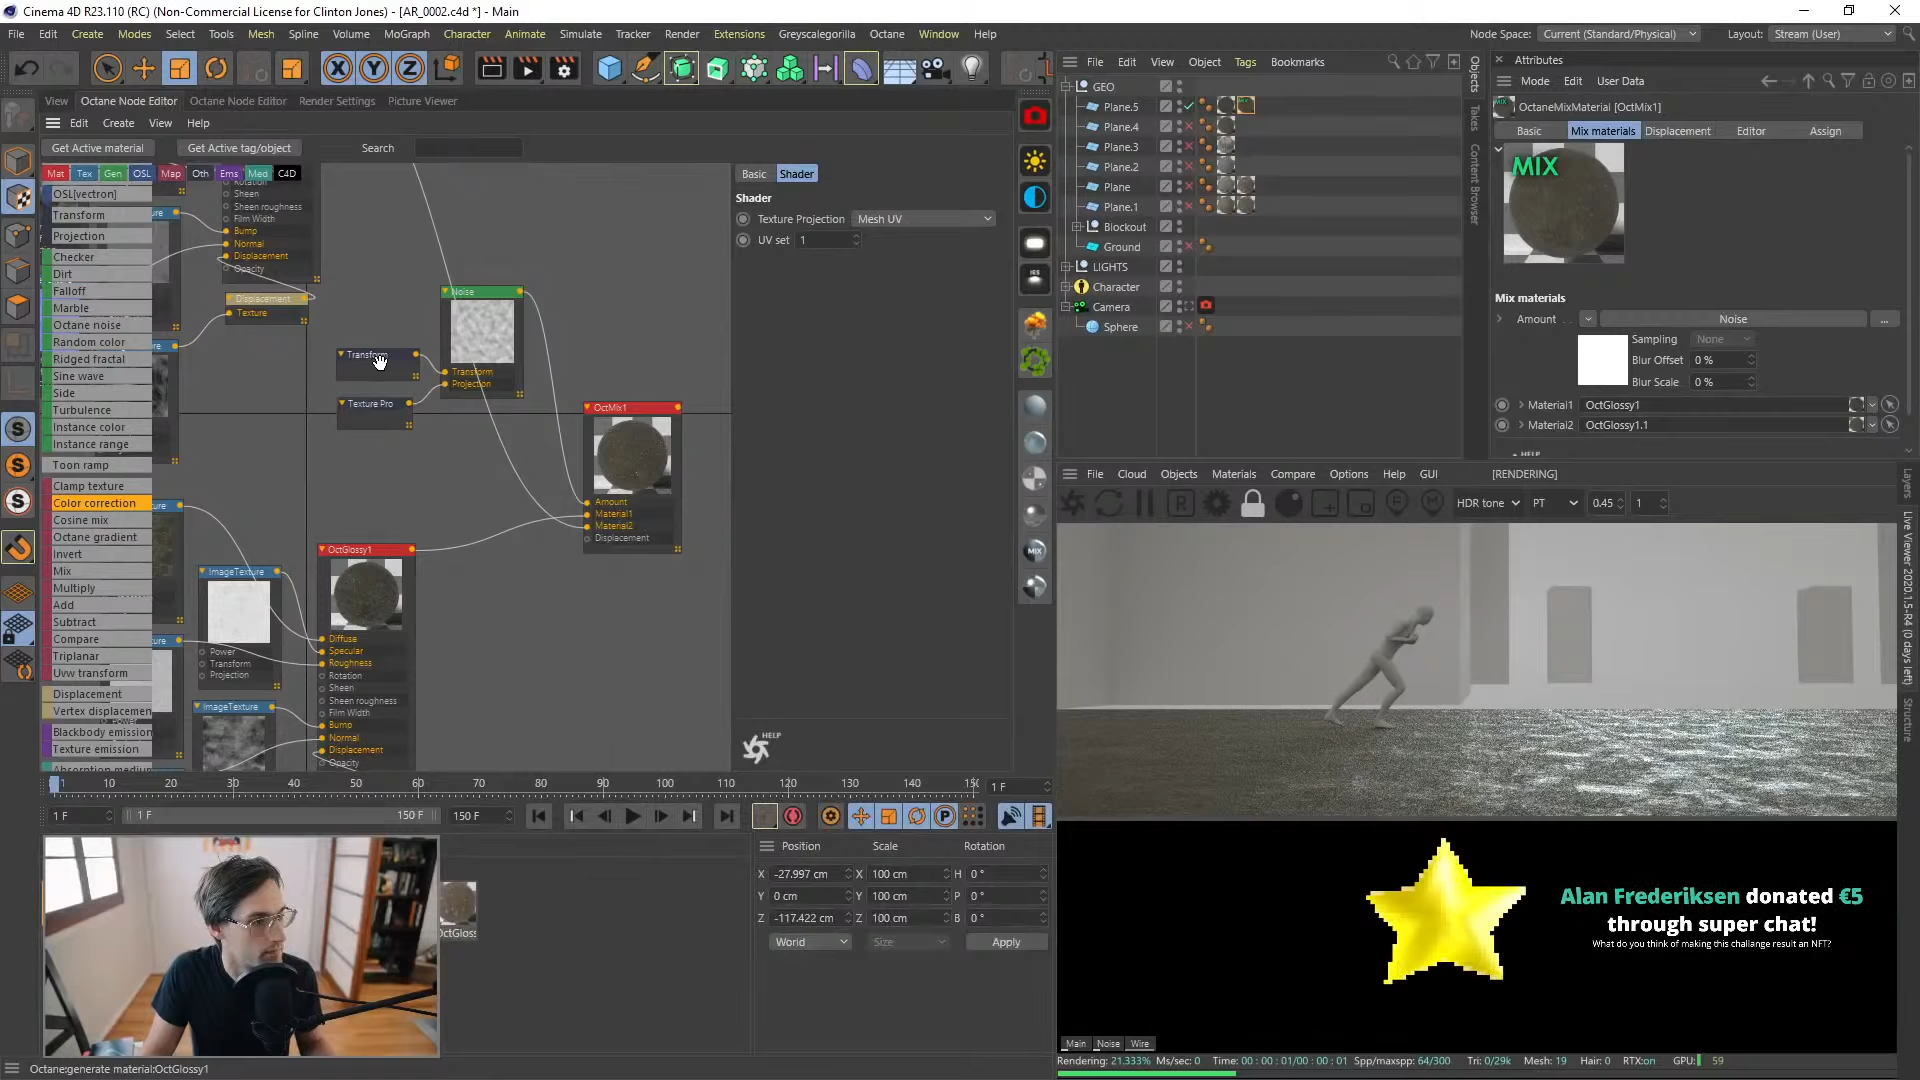 Cinema 4D R23.110 (RC) (Non-Commercial License for Clinton Jones) - [AR_0002.c4d *] - Main
File Edit Create Modes Select Tools Mesh Spline Volume MoGraph Character Animate Simulate Tracker Render Extensions Greyscalegorilla Octane Window Help
Node Space: Current (Standard/Physical) Layout: Stream (User)
X Y Z
View Octane Node Editor Octane Node Editor Render Settings Picture Viewer
Edit Create View Help
Get Active material Get Active tag/object Search
Mat Tex Gen OSL Map Oth Ems Med C4D
OSL[vectron]
Transform
Projection
Checker
Dirt
Falloff
Marble
Octane noise
Random color
Ridged fractal
Sine wave
Side
Turbulence
Instance color
Instance range
Toon ramp
Clamp texture
Color correction
Cosine mix
Octane gradient
Invert
Mix
Multiply
Add
Subtract
Compare
Triplanar
Uvw transform
Displacement
Vertex displacemen
Blackbody emission
Texture emission
Rotation
Sheen
Sheen roughness
Film Width
Bump
Normal
Displacement
Opacity
Displacement
Texture
Transform
Texture Pro
Noise
Transform
Projection
OctMix1
Amount
Material1
Material2
Displacement
ImageTexture
Power
Transform
Projection
ImageTexture
OctGlossy1
Diffuse
Specular
Roughness
Rotation
Sheen
Sheen roughness
Film Width
Bump
Normal
Displacement
Opacity
Basic Shader
Shader
Texture Projection Mesh UV
UV set 1
HELP
File Edit View Object Tags Bookmarks
GEO
Plane.5
Plane.4
Plane.3
Plane.2
Plane
Plane.1
Blockout
Ground
LIGHTS
Character
Camera
Sphere
Objects
Takes
Content Browser
Attributes
Mode Edit User Data
OctaneMixMaterial [OctMix1]
Basic Mix materials Displacement Editor Assign
MIX
Mix materials
Amount Noise ...
Sampling None
Blur Offset 0 %
Blur Scale 0 %
Material1 OctGlossy1
Material2 OctGlossy1.1
File Cloud Objects Materials Compare Options Help GUI [RENDERING]
HDR tone PT 0.45 1
Layers
Live Viewer 2020.1.5-R4 (0 days left)
Structure
10 20 30 40 50 60 70 80 90 100 110 120 130 140 1 F
1 F 1 F 150 F 150 F
Position Scale Rotation
X -27.997 cm X 100 cm H 0 °
Y 0 cm Y 100 cm P 0 °
Z -117.422 cm Z 100 cm B 0 °
World Size Apply
OctGloss
Alan Frederiksen donated €5
through super chat!
What do you think of making this challange result an NFT?
Main Noise Wire
Rendering: 21.333% Ms/sec: 0 Time: 00 : 00 : 01/00 : 00 : 01 Spp/maxspp: 64/300 Tri: 0/29k Mesh: 19 Hair: 0 RTX:on GPU: 59
Octane:generate material:OctGlossy1